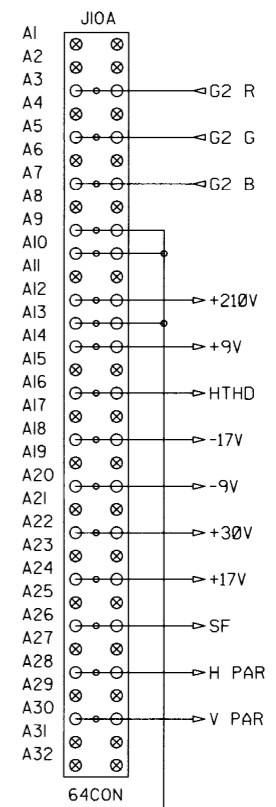 J10A
A1
A2
A3
G2 R
A4
A5
G2 G
A6
A7
G2 B
A8
A9
A10
A11
A12
+210V
A13
A14
+9V
A15
A16
HTHD
A17
A18
-17V
A19
A20
-9V
A21
A22
+30V
A23
A24
+17V
A25
A26
SF
A27
A28
H PAR
A29
A30
V PAR
A31
A32
64CON